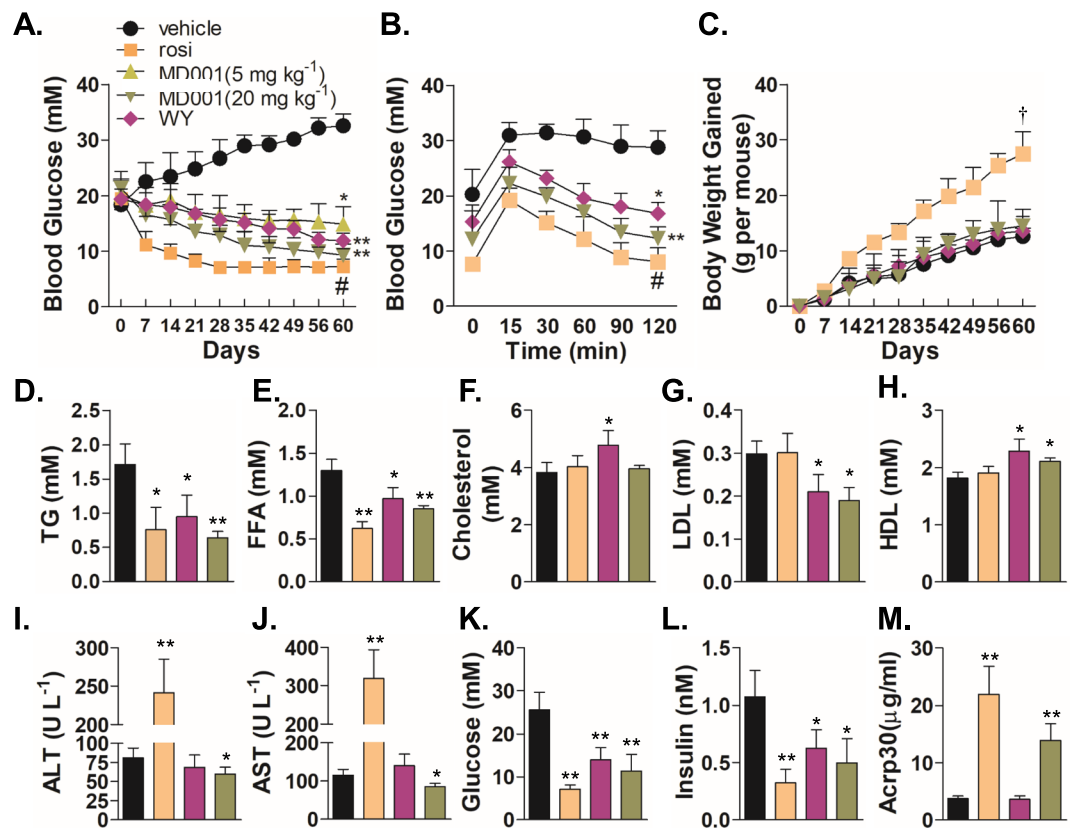 A.
B.
C.
vehicle
rosi
MD001(5 mg kg-1)
MD001(20 mg kg-1)
WY
Blood Glucose (mM)
40
30
20
10
0
*
**
**
#
0 7 14 21 28 35 42 49 56 60
Days
Blood Glucose (mM)
40
30
20
10
0
*
**
#
0 15 30 60 90 120
Time (min)
Body Weight Gained
(g per mouse)
40
30
20
10
0
†
0 7 14 21 28 35 42 49 56 60
Days
D.
E.
F.
G.
H.
TG (mM)
2.5
2.0
1.5
1.0
0.5
0.0
* * **
FFA (mM)
2.0
1.5
1.0
0.5
0.0
** * **
Cholesterol
(mM)
6
4
2
0
*
LDL (mM)
0.4
0.3
0.2
0.1
0.0
* *
HDL (mM)
3
2
1
0
* *
I.
J.
K.
L.
M.
ALT (U L-1)
300
250
200
100
75
50
25
0
** *
AST (U L-1)
400
300
200
200
100
0
** *
Glucose (mM)
40
30
20
10
0
** ** **
Insulin (nM)
1.5
1.0
0.5
0.0
** * *
Acrp30(μg/ml)
30
20
10
0
** **